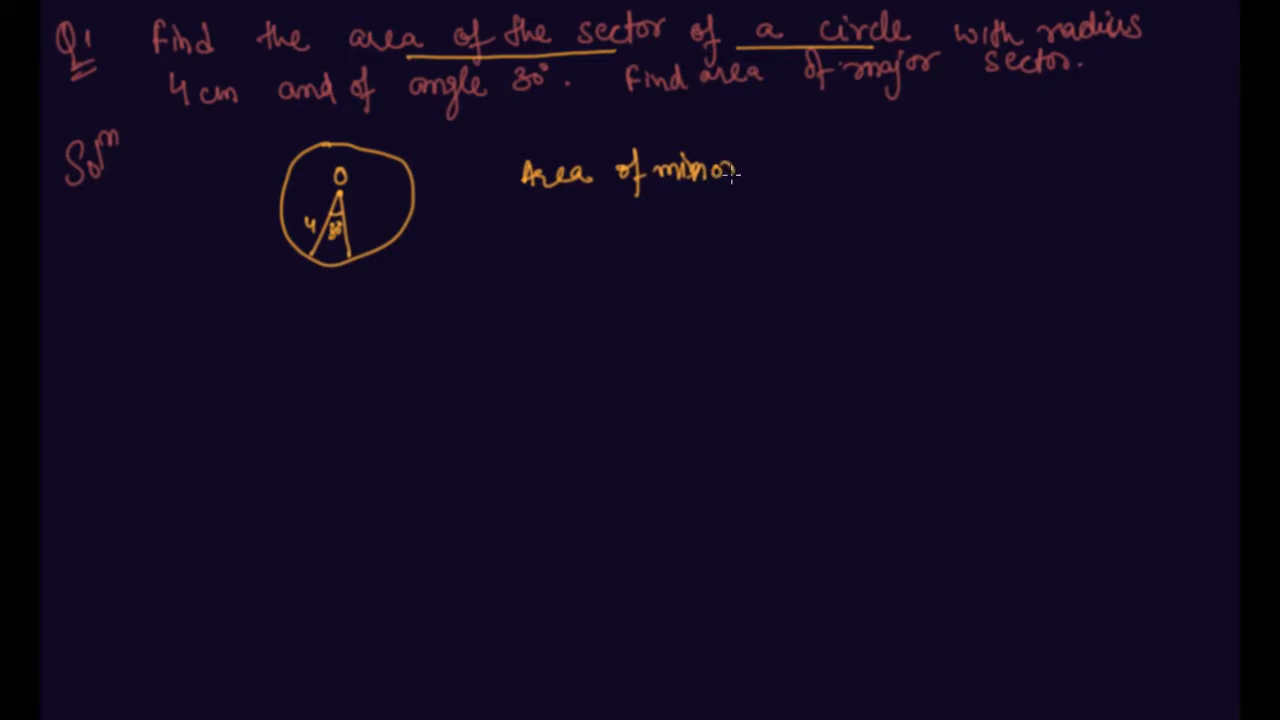 Q1 Find the area of the sector of a circle with radius
4 cm and of angle 30°. Find area of major sector.
Solⁿ
O
4
30°
Area of mino